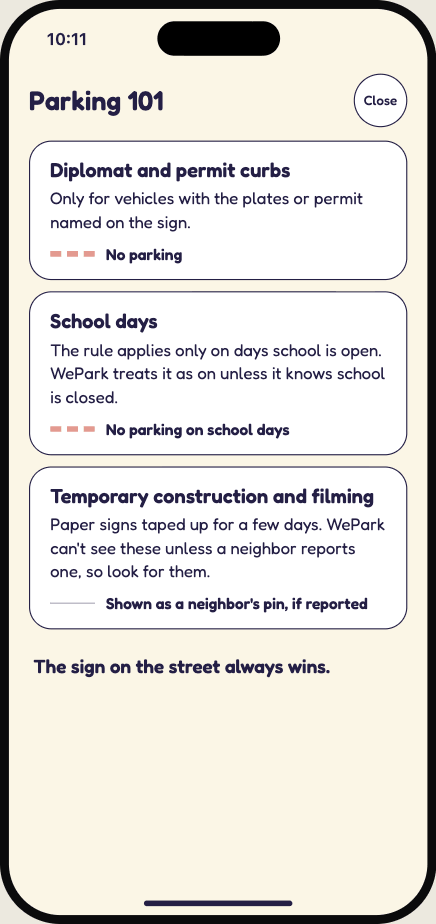 10:11
Parking 101
Close
Diplomat and permit curbs
Only for vehicles with the plates or permit
named on the sign.
No parking
School days
The rule applies only on days school is open.
WePark treats it as on unless it knows school
is closed.
No parking on school days
Temporary construction and filming
Paper signs taped up for a few days. WePark
can't see these unless a neighbor reports
one, so look for them.
Shown as a neighbor's pin, if reported
The sign on the street always wins.